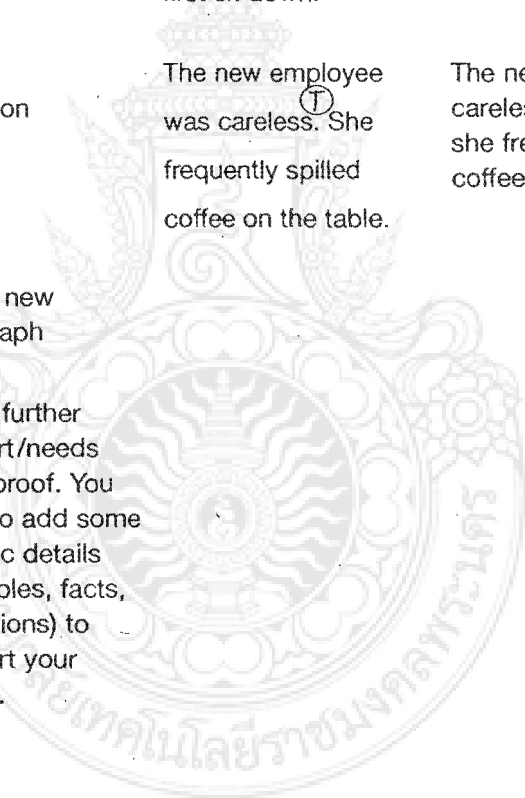 The new employee
was careless. She
frequently spilled
coffee on the table.
T
The ne
careles
she fre
coffee
on
new
aph
further
rt/needs
proof. You
o add some
c details
ples, facts,
ions) to
rt your